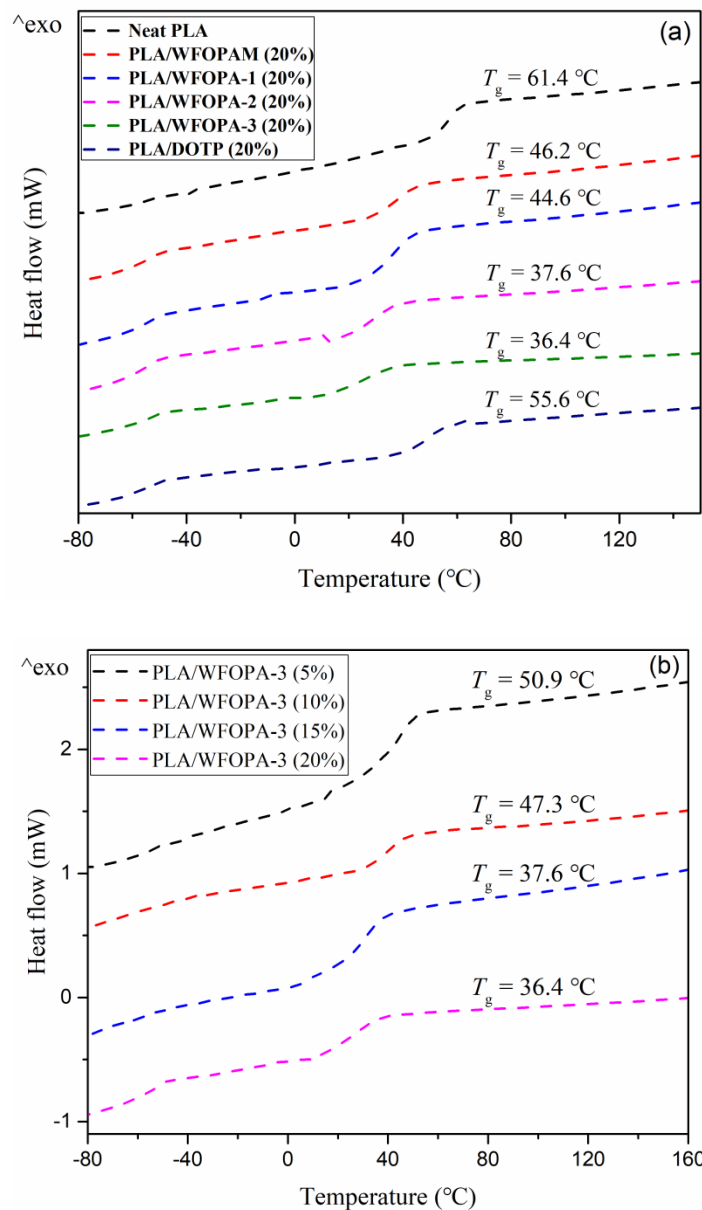 ^exo
(a)
Neat PLA
PLA/WFOPAM (20%)
PLA/WFOPA-1 (20%)
PLA/WFOPA-2 (20%)
PLA/WFOPA-3 (20%)
PLA/DOTP (20%)
Tg = 61.4 ℃
Tg = 46.2 ℃
Tg = 44.6 ℃
Tg = 37.6 ℃
Tg = 36.4 ℃
Tg = 55.6 ℃
Heat flow (mW)
-80 -40 0 40 80 120
Temperature (℃)
^exo
(b)
PLA/WFOPA-3 (5%)
PLA/WFOPA-3 (10%)
PLA/WFOPA-3 (15%)
PLA/WFOPA-3 (20%)
Tg = 50.9 ℃
Tg = 47.3 ℃
Tg = 37.6 ℃
Tg = 36.4 ℃
Heat flow (mW)
2
1
0
-1
-80 -40 0 40 80 120 160
Temperature (℃)